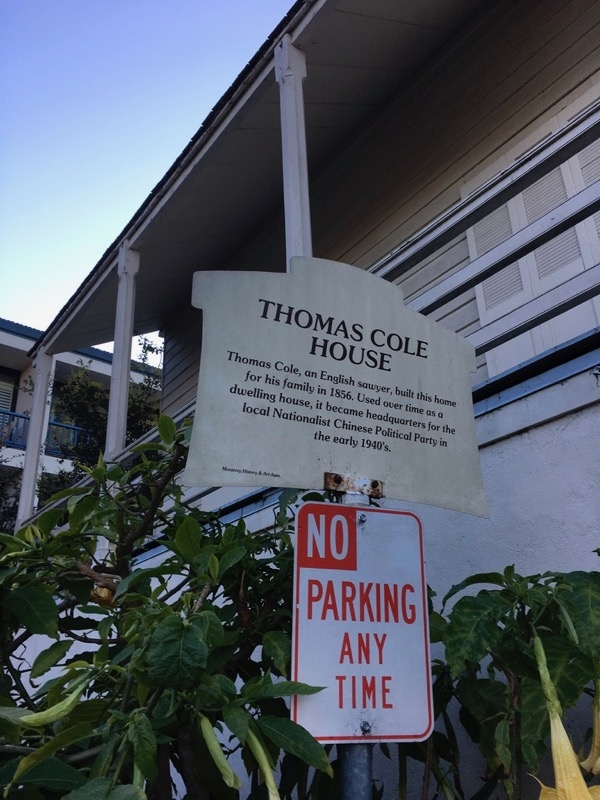 THOMAS COLE
HOUSE
Thomas Cole, an English sawyer, built this home
for his family in 1856. Used over time as a
dwelling house, it became headquarters for the
local Nationalist Chinese Political Party in
the early 1940's.
Monterey History & Art Assn.
NO
PARKING
ANY
TIME